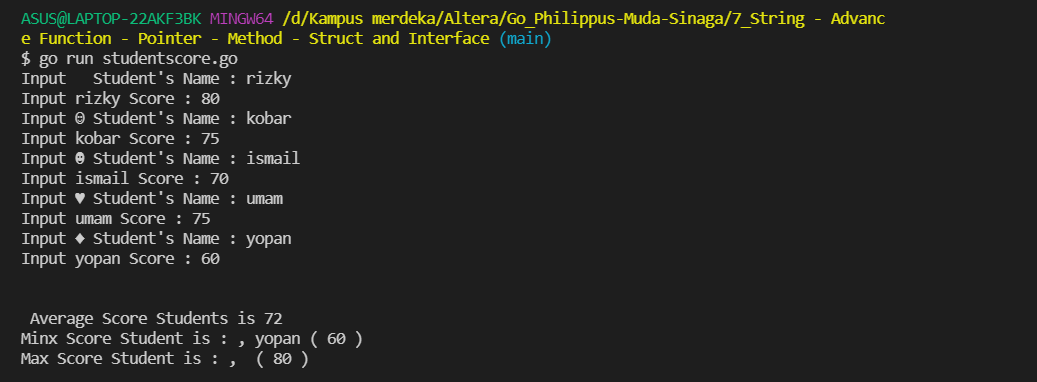 ASUS@LAPTOP-22AKF3BK MINGW64 /d/Kampus merdeka/Altera/Go_Philippus-Muda-Sinaga/7_String - Advanc
e Function - Pointer - Method - Struct and Interface (main)
$ go run studentscore.go
Input   Student's Name : rizky
Input rizky Score : 80
Input ☺ Student's Name : kobar
Input kobar Score : 75
Input ☻ Student's Name : ismail
Input ismail Score : 70
Input ♥ Student's Name : umam
Input umam Score : 75
Input ♦ Student's Name : yopan
Input yopan Score : 60
 Average Score Students is 72
Minx Score Student is : , yopan ( 60 )
Max Score Student is : ,  ( 80 )